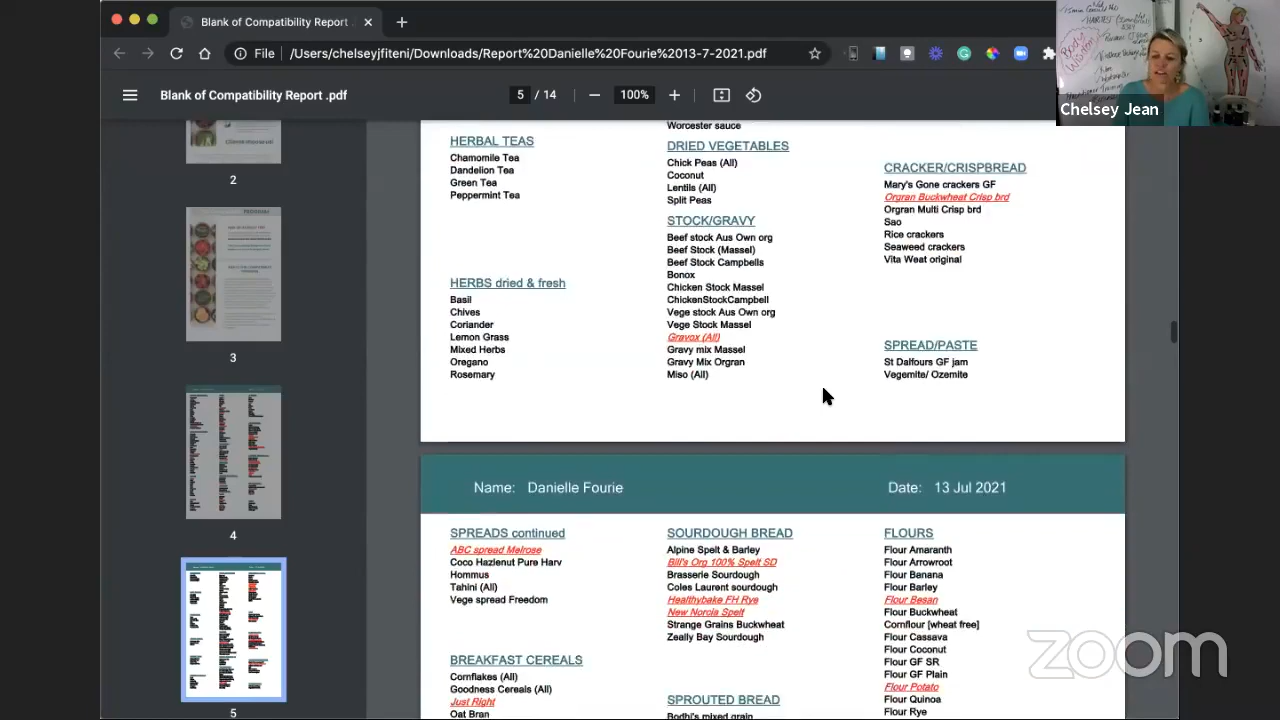 Blank of Compatibility Report .
File
/Users/chelseyjfiteni/Downloads/Report%20Danielle%20Fourie%2013-7-2021.pdf
Blank of Compatibility Report .pdf
5 / 14
100%
Chelsey Jean
2
3
4
5
HERBAL TEAS
Chamomile Tea
Dandelion Tea
Green Tea
Peppermint Tea
HERBS dried & fresh
Basil
Chives
Coriander
Lemon Grass
Mixed Herbs
Oregano
Rosemary
Worcester sauce
DRIED VEGETABLES
Chick Peas (All)
Coconut
Lentils (All)
Split Peas
STOCK/GRAVY
Beef stock Aus Own org
Beef Stock (Massel)
Beef Stock Campbells
Bonox
Chicken Stock Massel
ChickenStockCampbell
Vege stock Aus Own org
Vege Stock Massel
Gravox (All)
Gravy mix Massel
Gravy Mix Orgran
Miso (All)
CRACKER/CRISPBREAD
Mary's Gone crackers GF
Orgran Buckwheat Crisp brd
Orgran Multi Crisp brd
Sao
Rice crackers
Seaweed crackers
Vita Weat original
SPREAD/PASTE
St Dalfours GF jam
Vegemite/ Ozemite
Name: Danielle Fourie
Date: 13 Jul 2021
SPREADS continued
ABC spread Melrose
Coco Hazlenut Pure Harv
Hommus
Tahini (All)
Vege spread Freedom
BREAKFAST CEREALS
Cornflakes (All)
Goodness Cereals (All)
Just Right
Oat Bran
SOURDOUGH BREAD
Alpine Spelt & Barley
Bill's Org 100% Spelt SD
Brasserie Sourdough
Coles Laurent sourdough
Healthybake FH Rye
New Norcia Spelt
Strange Grains Buckwheat
Zeally Bay Sourdough
SPROUTED BREAD
Bodhi's mixed grain
FLOURS
Flour Amaranth
Flour Arrowroot
Flour Banana
Flour Barley
Flour Besan
Flour Buckwheat
Cornflour [wheat free]
Flour Cassava
Flour Coconut
Flour GF SR
Flour GF Plain
Flour Potato
Flour Quinoa
Flour Rye
zoom